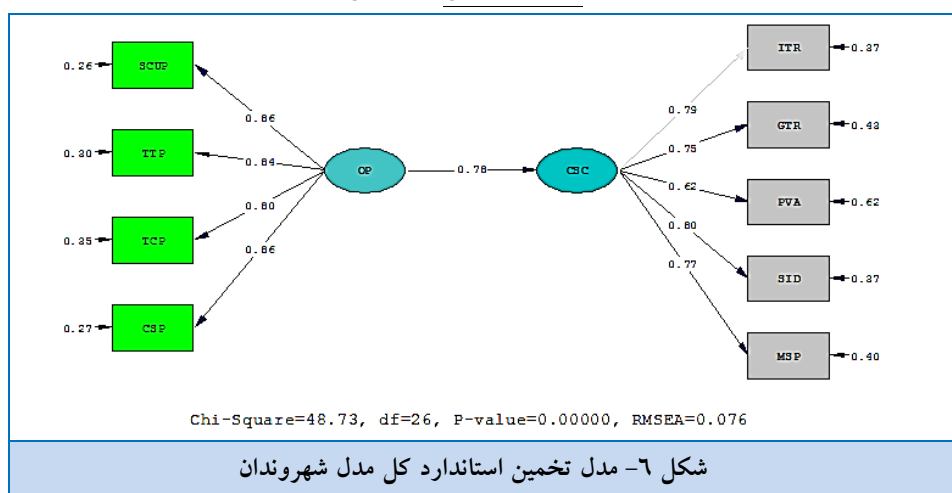 0.26 SCUP 0.86
0.30 TTP 0.84
0.35 TCP 0.80
0.27 CSP 0.86
OP 0.78 CSC
0.79 ITR 0.37
0.75 GTR 0.43
0.62 PVA 0.62
0.80 SID 0.37
0.77 MSP 0.40
Chi-Square=48.73, df=26, P-value=0.00000, RMSEA=0.076
شکل ٦- مدل تخمین استاندارد کل مدل شهروندان